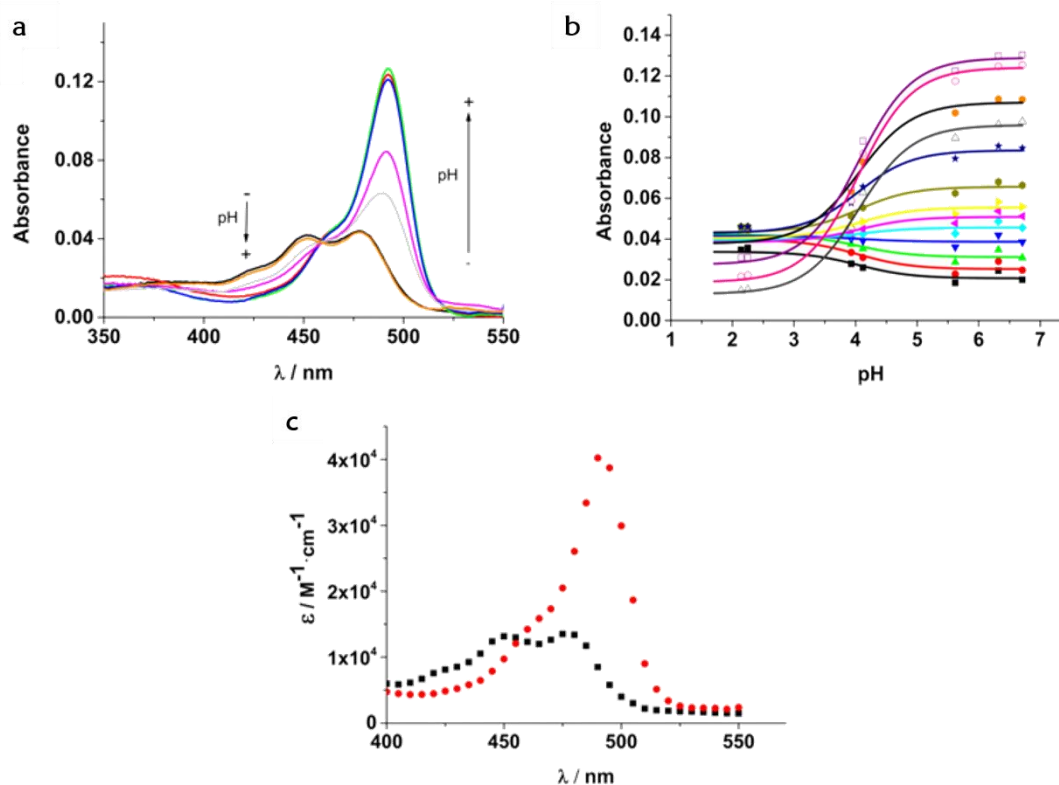 a
Absorbance
0.12
0.08
0.04
0.00
350
425
450
500
550
λ / nm
pH
-
+
+
pH
-
b
Absorbance
0.14
0.12
0.10
0.08
0.06
0.04
0.02
0.00
1 2 3 4 5 6 7
pH
c
ε / M⁻¹·cm⁻¹
4x10⁴
3x10⁴
2x10⁴
1x10⁴
0
400 450 500 550
λ / nm